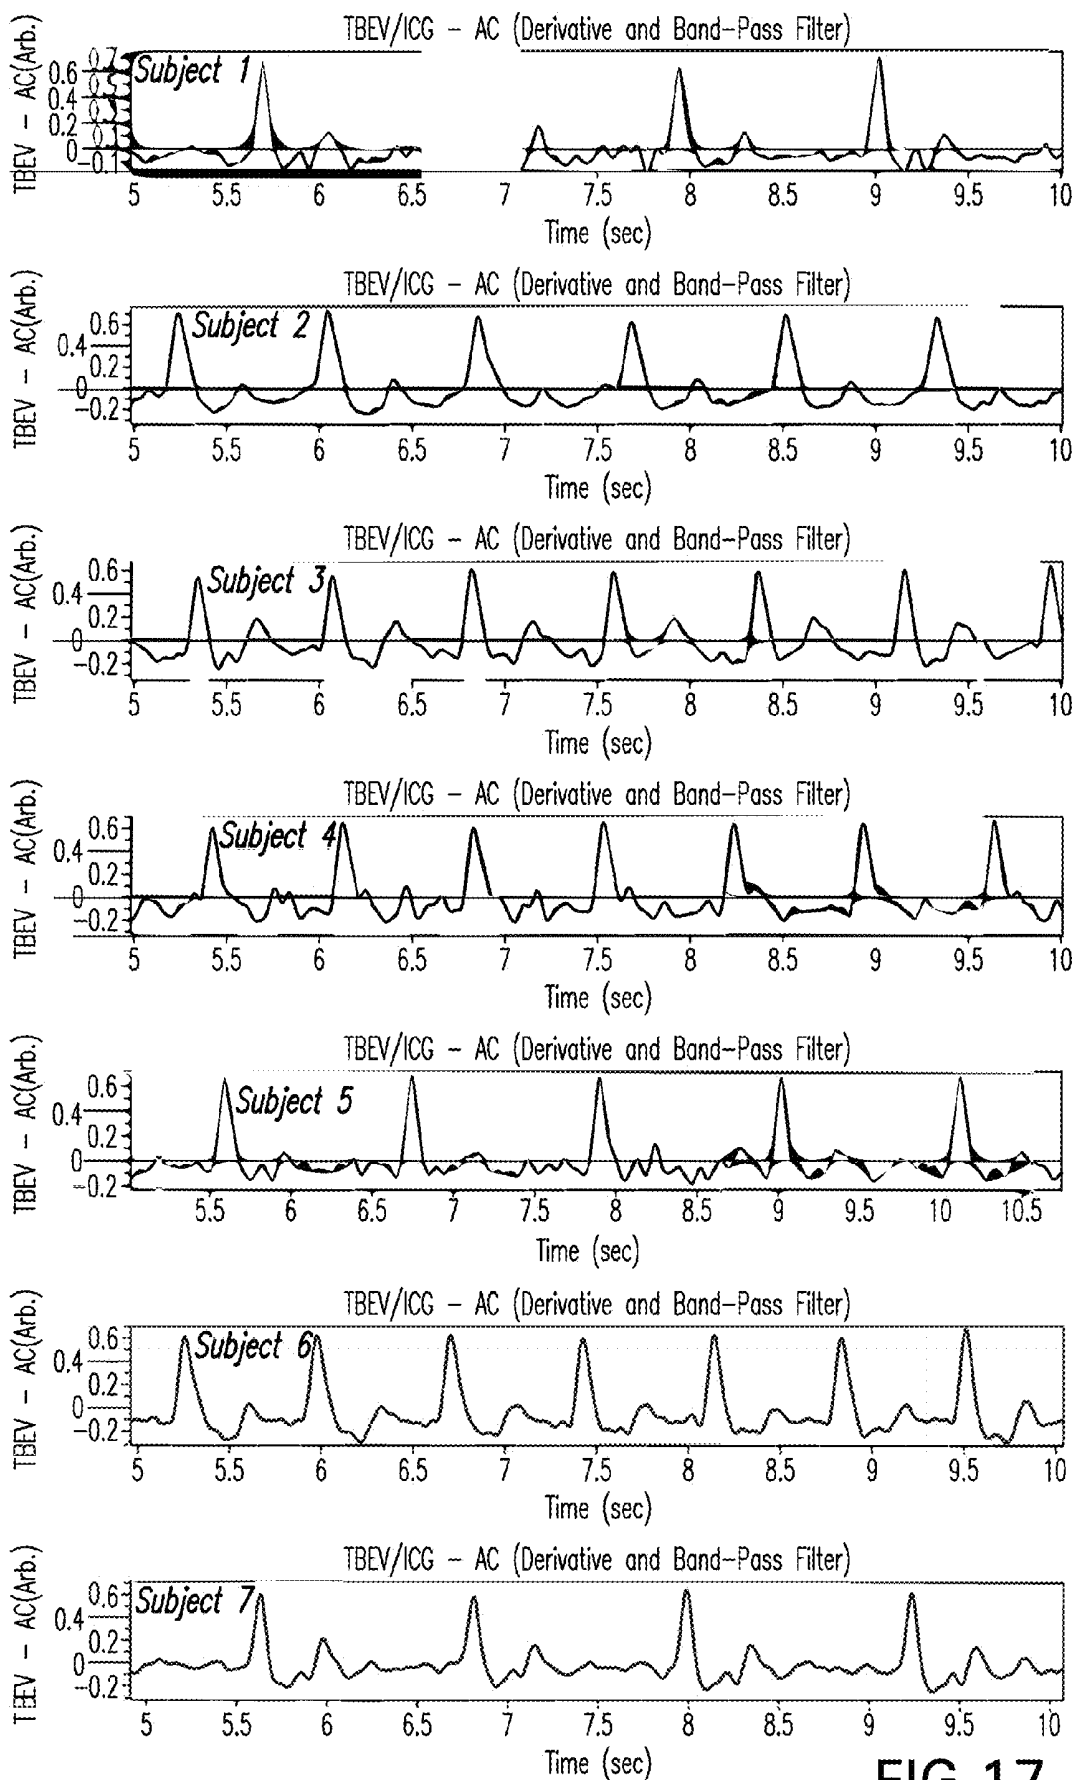 TBEV/ICG - AC (Derivative and Band-Pass Filter)
TBEV - AC(Arb.)
Subject 1
0.7
0.6
0.4
0.2
0
-0.1
5 5.5 6 6.5 7 7.5 8 8.5 9 9.5 10
Time (sec)
TBEV/ICG - AC (Derivative and Band-Pass Filter)
TBEV - AC(Arb.)
Subject 2
0.6
0.4
0.2
0
-0.2
5 5.5 6 6.5 7 7.5 8 8.5 9 9.5 10
Time (sec)
TBEV/ICG - AC (Derivative and Band-Pass Filter)
TBEV - AC(Arb.)
Subject 3
0.6
0.4
0.2
0
-0.2
5 5.5 6 6.5 7 7.5 8 8.5 9 9.5 10
Time (sec)
TBEV/ICG - AC (Derivative and Band-Pass Filter)
TBEV - AC(Arb.)
Subject 4
0.6
0.4
0.2
0
-0.2
5 5.5 6 6.5 7 7.5 8 8.5 9 9.5 10
Time (sec)
TBEV/ICG - AC (Derivative and Band-Pass Filter)
TBEV - AC(Arb.)
Subject 5
0.6
0.4
0.2
0
-0.2
5.5 6 6.5 7 7.5 8 8.5 9 9.5 10 10.5
Time (sec)
TBEV/ICG - AC (Derivative and Band-Pass Filter)
TBEV - AC(Arb.)
Subject 6
0.6
0.4
0.2
0
-0.2
5 5.5 6 6.5 7 7.5 8 8.5 9 9.5 10
Time (sec)
TBEV/ICG - AC (Derivative and Band-Pass Filter)
TBEV - AC(Arb.)
Subject 7
0.6
0.4
0.2
0
-0.2
5 5.5 6 6.5 7 7.5 8 8.5 9 9.5 10
Time (sec)
FIG. 17